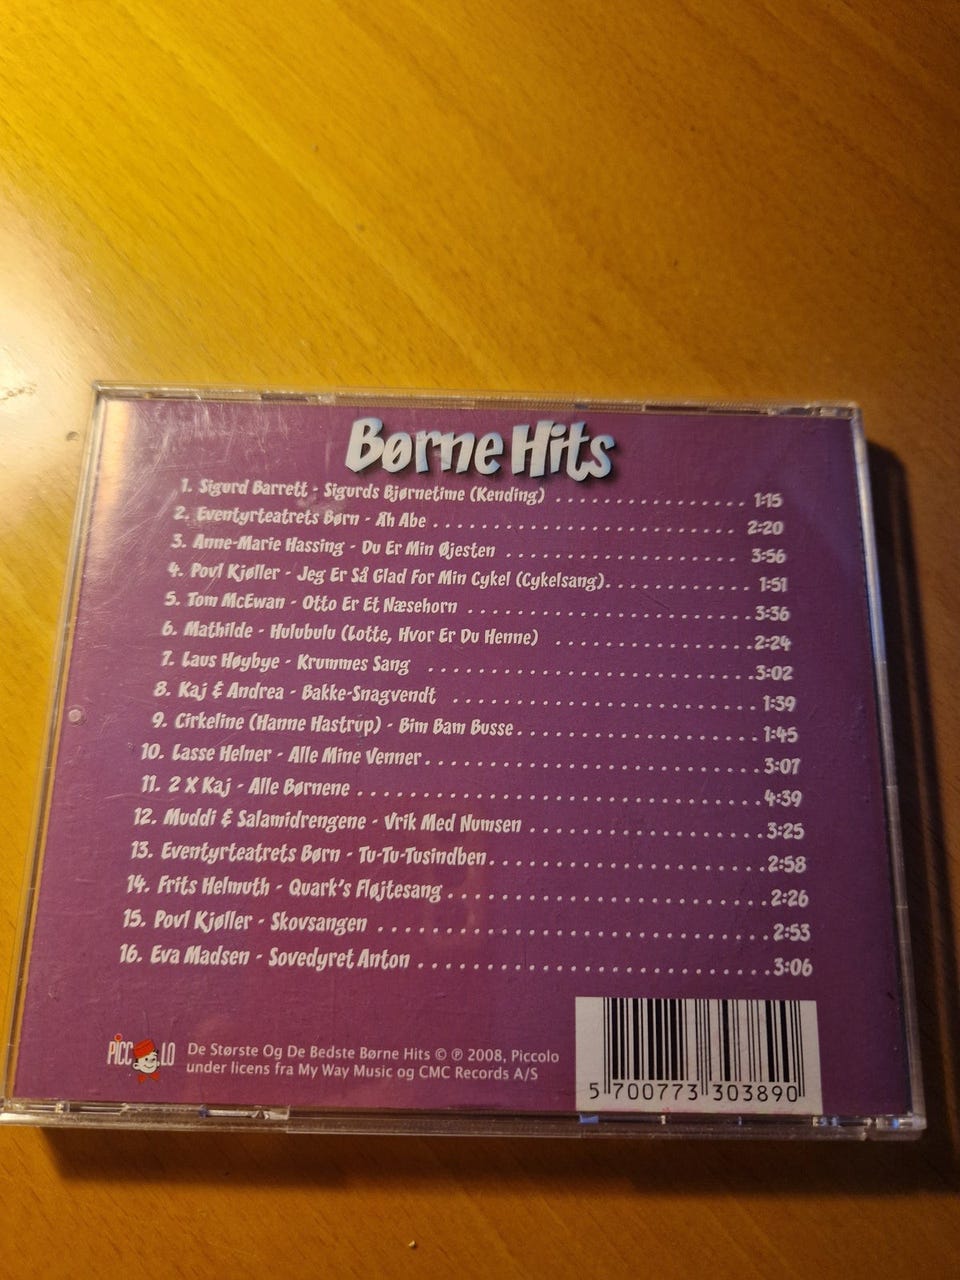 Børne Hits
1. Sigurd Barrett - Sigurds Bjørnetime (Kending) . . . . . . . . . . . . . . . . . . 1:15
2. Eventyrteatrets Børn - Åh Abe . . . . . . . . . . . . . . . . . . . . . . . . . . . . 2:20
3. Anne-Marie Hassing - Du Er Min Øjesten . . . . . . . . . . . . . . . . . . . . . . 3:56
4. Povl Kjøller - Jeg Er Så Glad For Min Cykel (Cykelsang). . . . . . . . . . . . . 1:51
5. Tom McEwan - Otto Er Et Næsehorn . . . . . . . . . . . . . . . . . . . . . . . . . 3:36
6. Mathilde - Hulubulu (Lotte, Hvor Er Du Henne) . . . . . . . . . . . . . . . . . .2:24
7. Laus Høybye - Krummes Sang . . . . . . . . . . . . . . . . . . . . . . . . . . . . .3:02
8. Kaj & Andrea - Bakke-Snagvendt . . . . . . . . . . . . . . . . . . . . . . . . . . . 1:39
9. Cirkeline (Hanne Hastrup) - Bim Bam Busse . . . . . . . . . . . . . . . . . . . . . 1:45
10. Lasse Helner - Alle Mine Venner. . . . . . . . . . . . . . . . . . . . . . . . . . . . 3:07
11. 2 X Kaj - Alle Børnene . . . . . . . . . . . . . . . . . . . . . . . . . . . . . . . . . 4:39
12. Muddi & Salamidrengene - Vrik Med Numsen . . . . . . . . . . . . . . . . . . . . 3:25
13. Eventyrteatrets Børn - Tu-Tu-Tusindben. . . . . . . . . . . . . . . . . . . . . . . 2:58
14. Frits Helmuth - Quark's Fløjtesang . . . . . . . . . . . . . . . . . . . . . . . . . . 2:26
15. Povl Kjøller - Skovsangen . . . . . . . . . . . . . . . . . . . . . . . . . . . . . . . .2:53
16. Eva Madsen - Sovedyret Anton . . . . . . . . . . . . . . . . . . . . . . . . . . . . .3:06
PICCOLO
De Største Og De Bedste Børne Hits © ℗ 2008, Piccolo
under licens fra My Way Music og CMC Records A/S
5 700773 303890